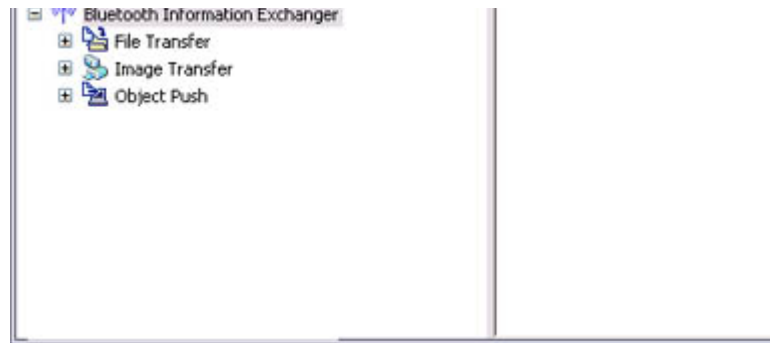 Bluetooth Information Exchanger
File Transfer
Image Transfer
Object Push